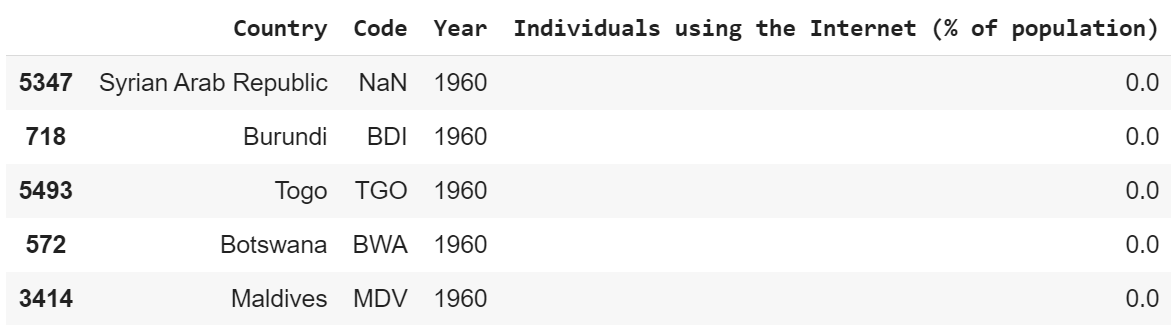 Country Code Year Individuals using the Internet (% of population)
5347 Syrian Arab Republic NaN 1960 0.0
718 Burundi BDI 1960 0.0
5493 Togo TGO 1960 0.0
572 Botswana BWA 1960 0.0
3414 Maldives MDV 1960 0.0